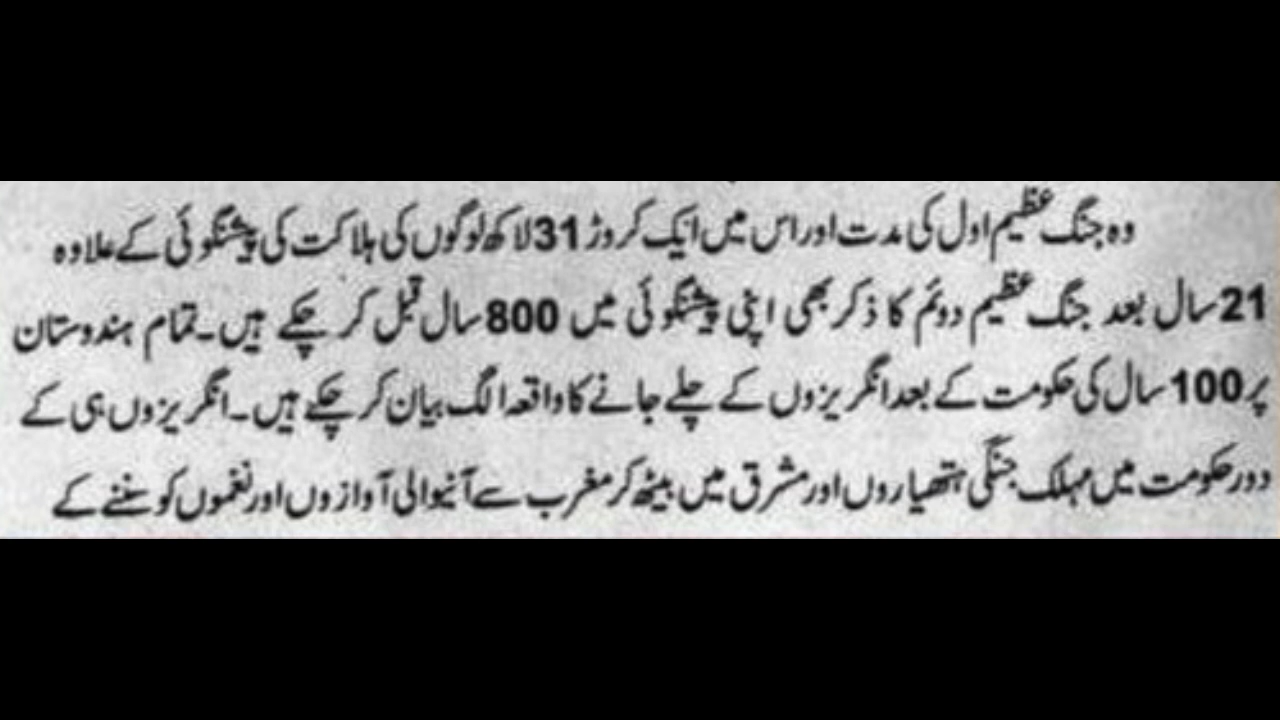 وہ جنگ عظیم اول کی مدت اور اس میں ایک کروڑ 31 لاکھ لوگوں کی ہلاکت کی پیشنگوئی کے علاوہ
21 سال بعد جنگ عظیم دوئم کا ذکر بھی اپنی پیشنگوئی میں 800 سال قبل کر چکے ہیں۔ تمام ہندوستان
پر 100 سال کی حکومت کے بعد انگریزوں کے چلے جانے کا واقعہ الگ بیان کر چکے ہیں۔ انگریزوں ہی کے
دور حکومت میں مہلک جنگی ہتھیاروں اور مشرق میں بیٹھ کر مغرب سے آنیوالی آوازوں اور نغموں کو سننے کے